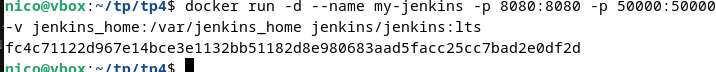 nico@vbox:~/tp/tp4$ docker run -d --name my-jenkins -p 8080:8080 -p 50000:50000
-v jenkins_home:/var/jenkins_home jenkins/jenkins:lts
fc4c71122d967e14bce3e1132bb51182d8e980683aad5facc25cc7bad2e0df2d
nico@vbox:~/tp/tp4$